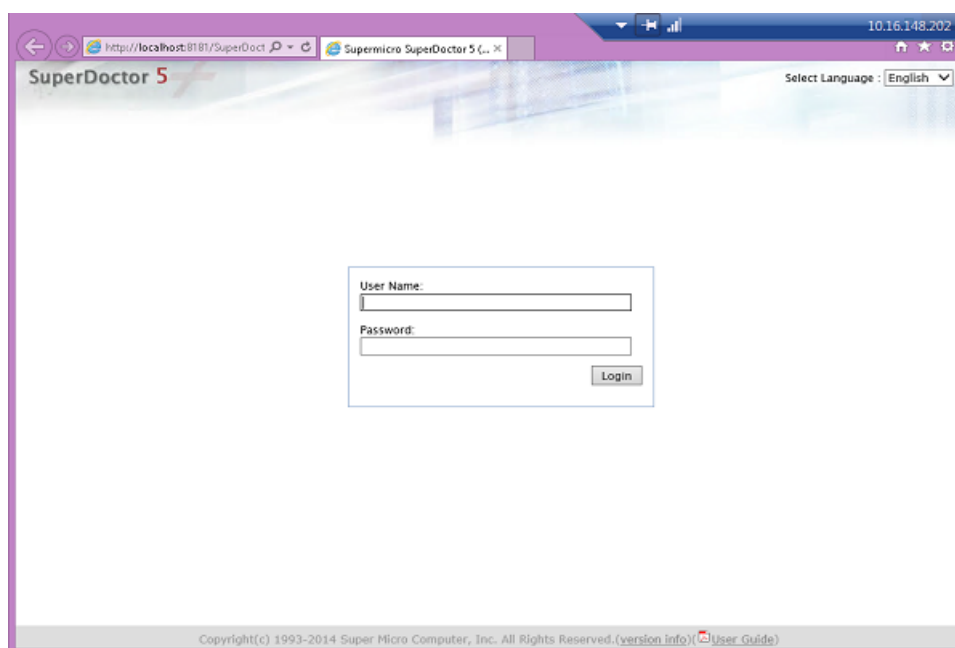 10.16.148.202
http://localhost:8181/SuperDoct
Supermicro SuperDoctor 5 (...
SuperDoctor 5
Select Language : English
User Name:
Password:
Login
Copyright(c) 1993-2014 Super Micro Computer, Inc. All Rights Reserved.(version info)(User Guide)